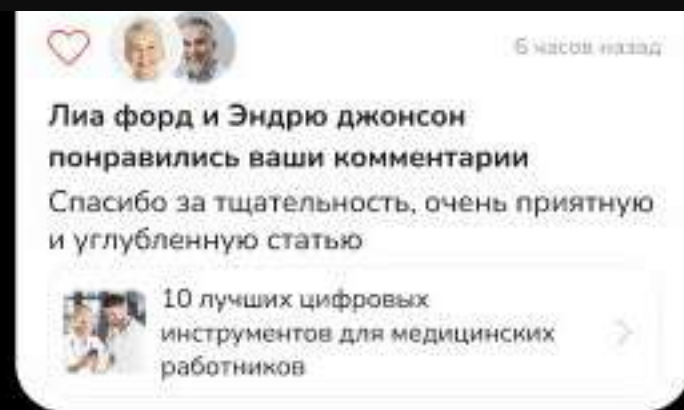 6 часов назад
Лиа форд и Эндрю джонсон
понравились ваши комментарии
Спасибо за тщательность, очень приятную
и углубленную статью
10 лучших цифровых
инструментов для медицинских
работников